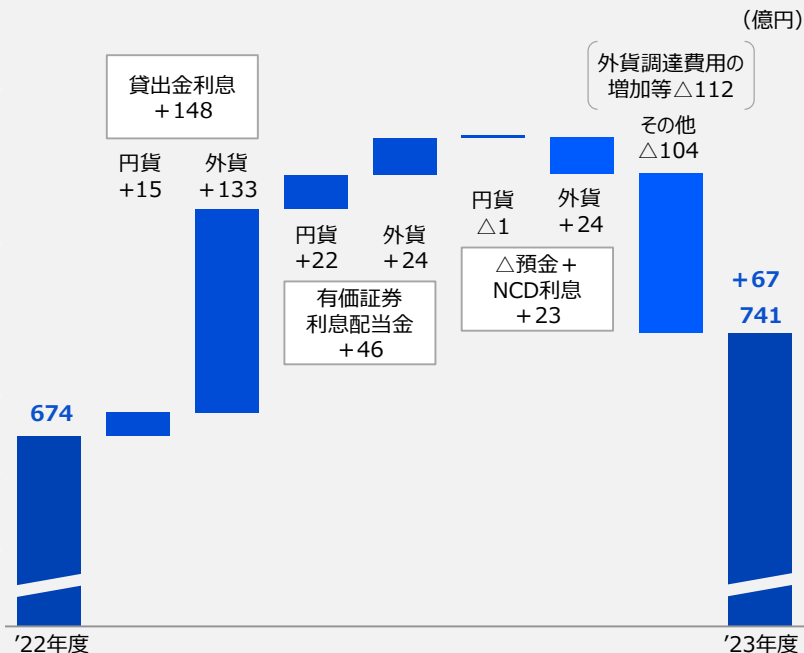 （億円）
貸出金利息
+148
外貨調達費用の
増加等△112
円貨
+15
外貨
+133
その他
△104
円貨
+22
外貨
+24
円貨
△1
外貨
+24
有価証券
利息配当金
+46
△預金＋
NCD利息
+23
674
+67
741
'22年度
'23年度